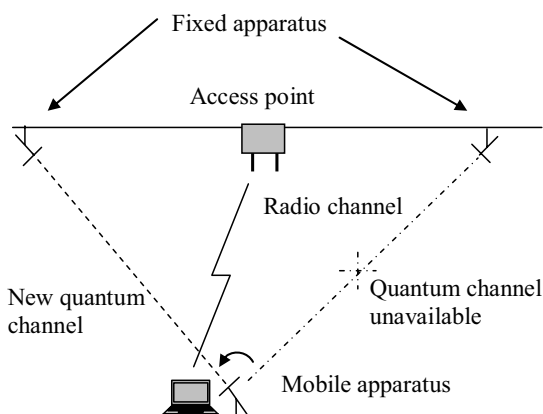 Fixed apparatus
Access point
Radio channel
New quantum
channel
Quantum channel
unavailable
Mobile apparatus